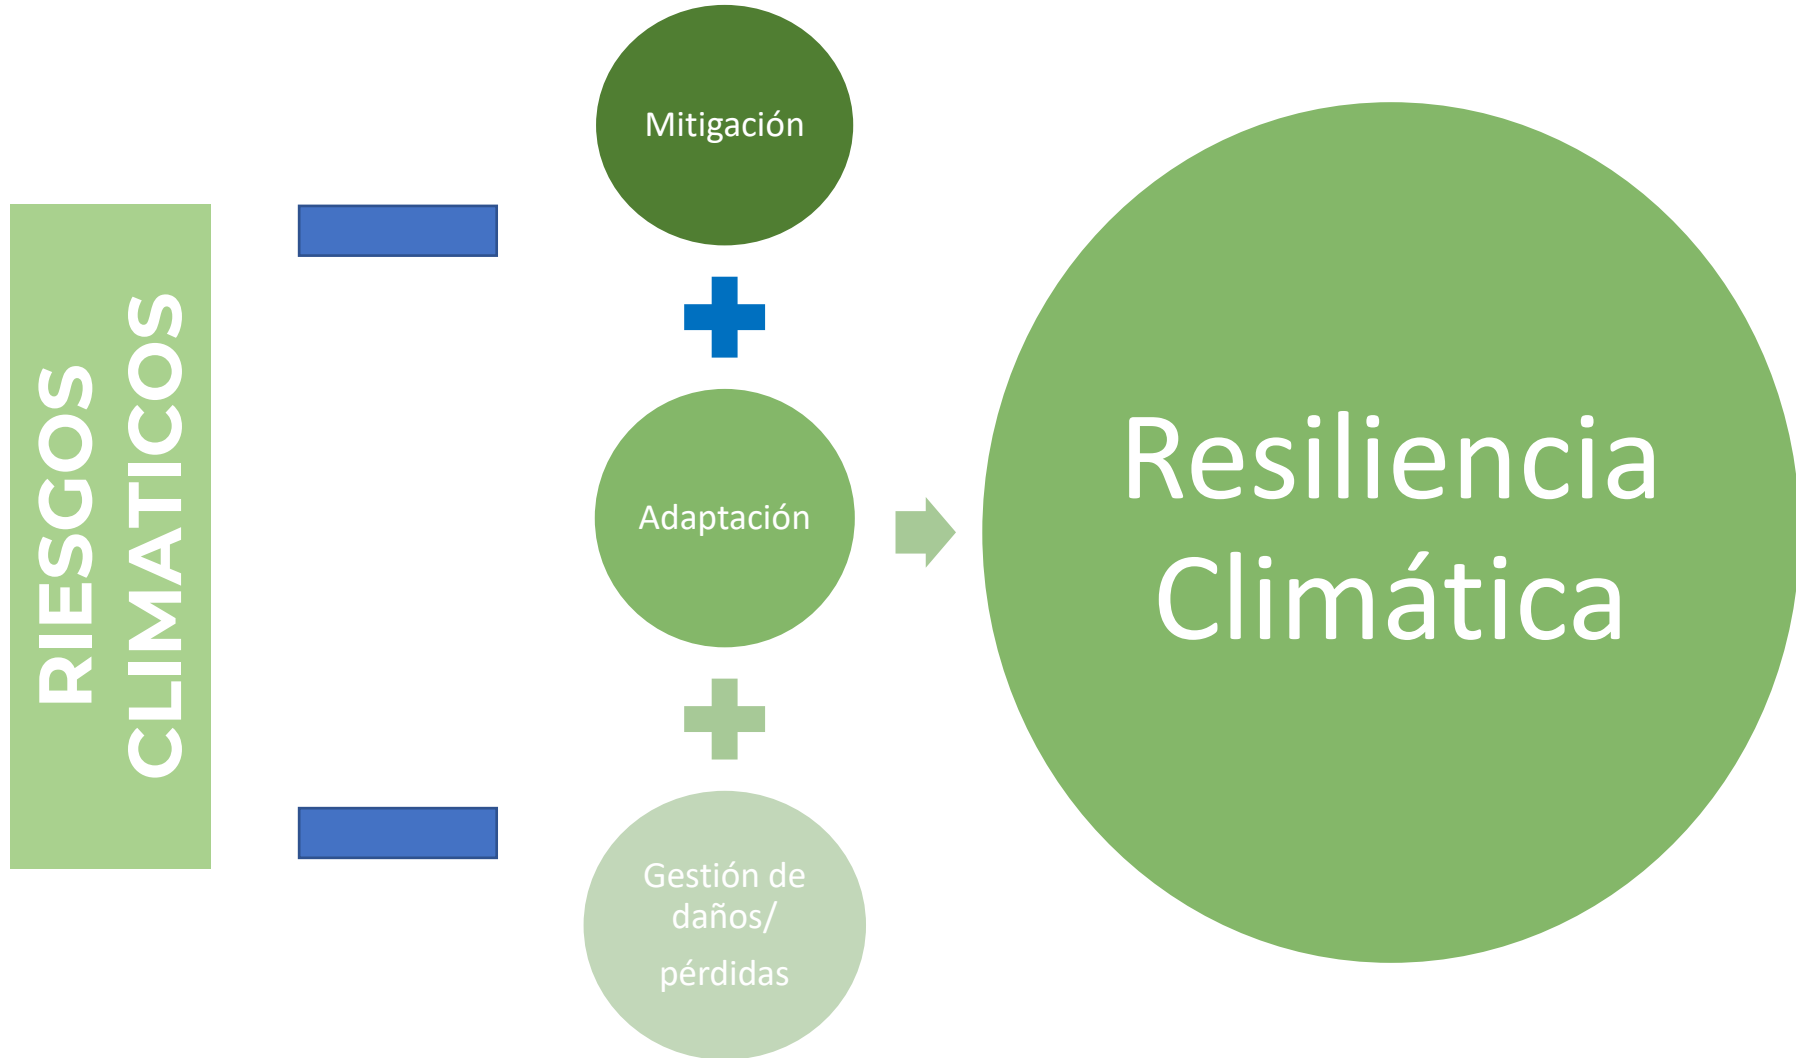 RIESGOS
CLIMATICOS
Mitigación
Adaptación
Gestión de
daños/
pérdidas
Resiliencia
Climática